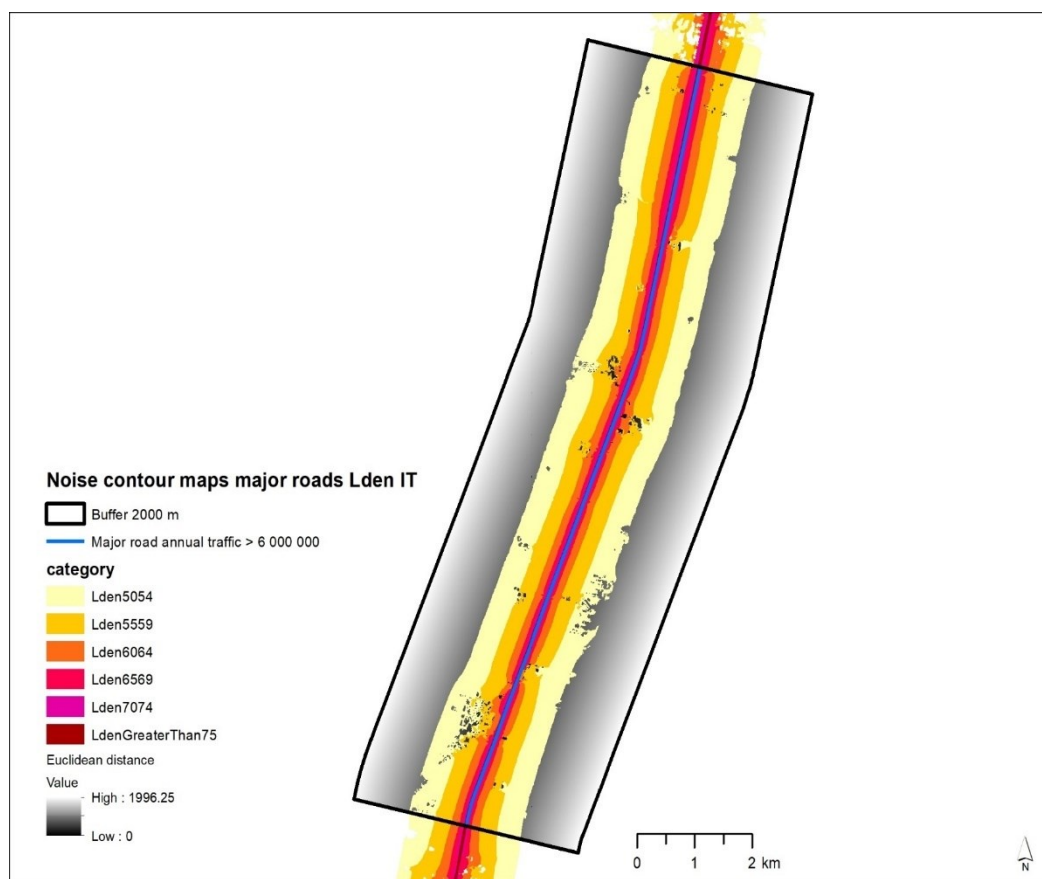 Noise contour maps major roads Lden IT
Buffer 2000 m
Major road annual traffic > 6 000 000
category
Lden5054
Lden5559
Lden6064
Lden6569
Lden7074
LdenGreaterThan75
Euclidean distance
Value
High : 1996.25
Low : 0
0 1 2 km
N